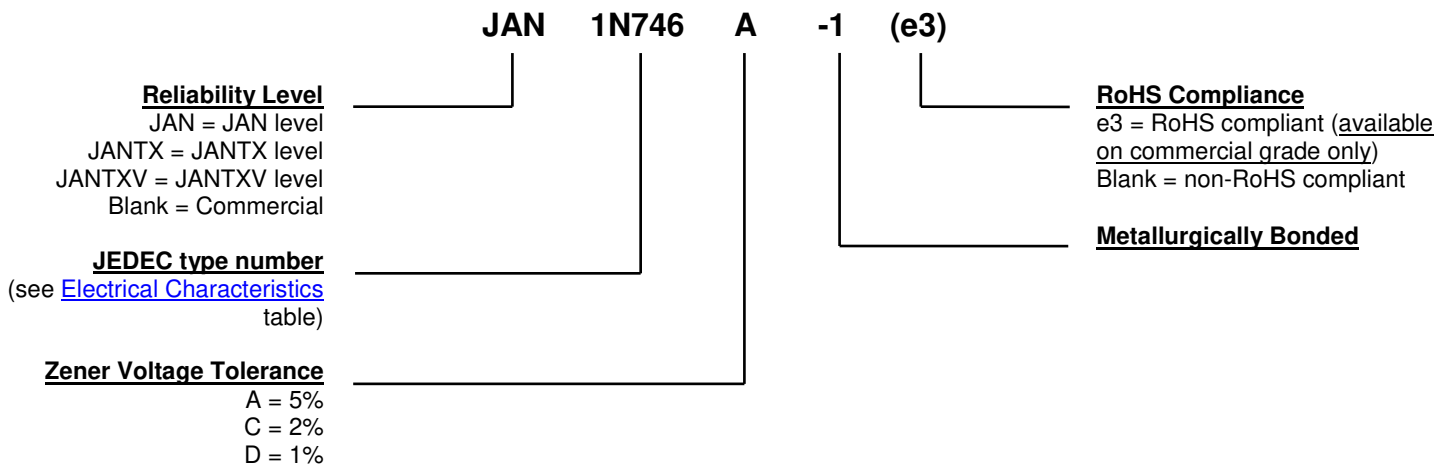 JAN 1N746 A -1 (e3)
Reliability Level
JAN = JAN level
JANTX = JANTX level
JANTXV = JANTXV level
Blank = Commercial
JEDEC type number
(see Electrical Characteristics
table)
Zener Voltage Tolerance
A = 5%
C = 2%
D = 1%
RoHS Compliance
e3 = RoHS compliant (available
on commercial grade only)
Blank = non-RoHS compliant
Metallurgically Bonded